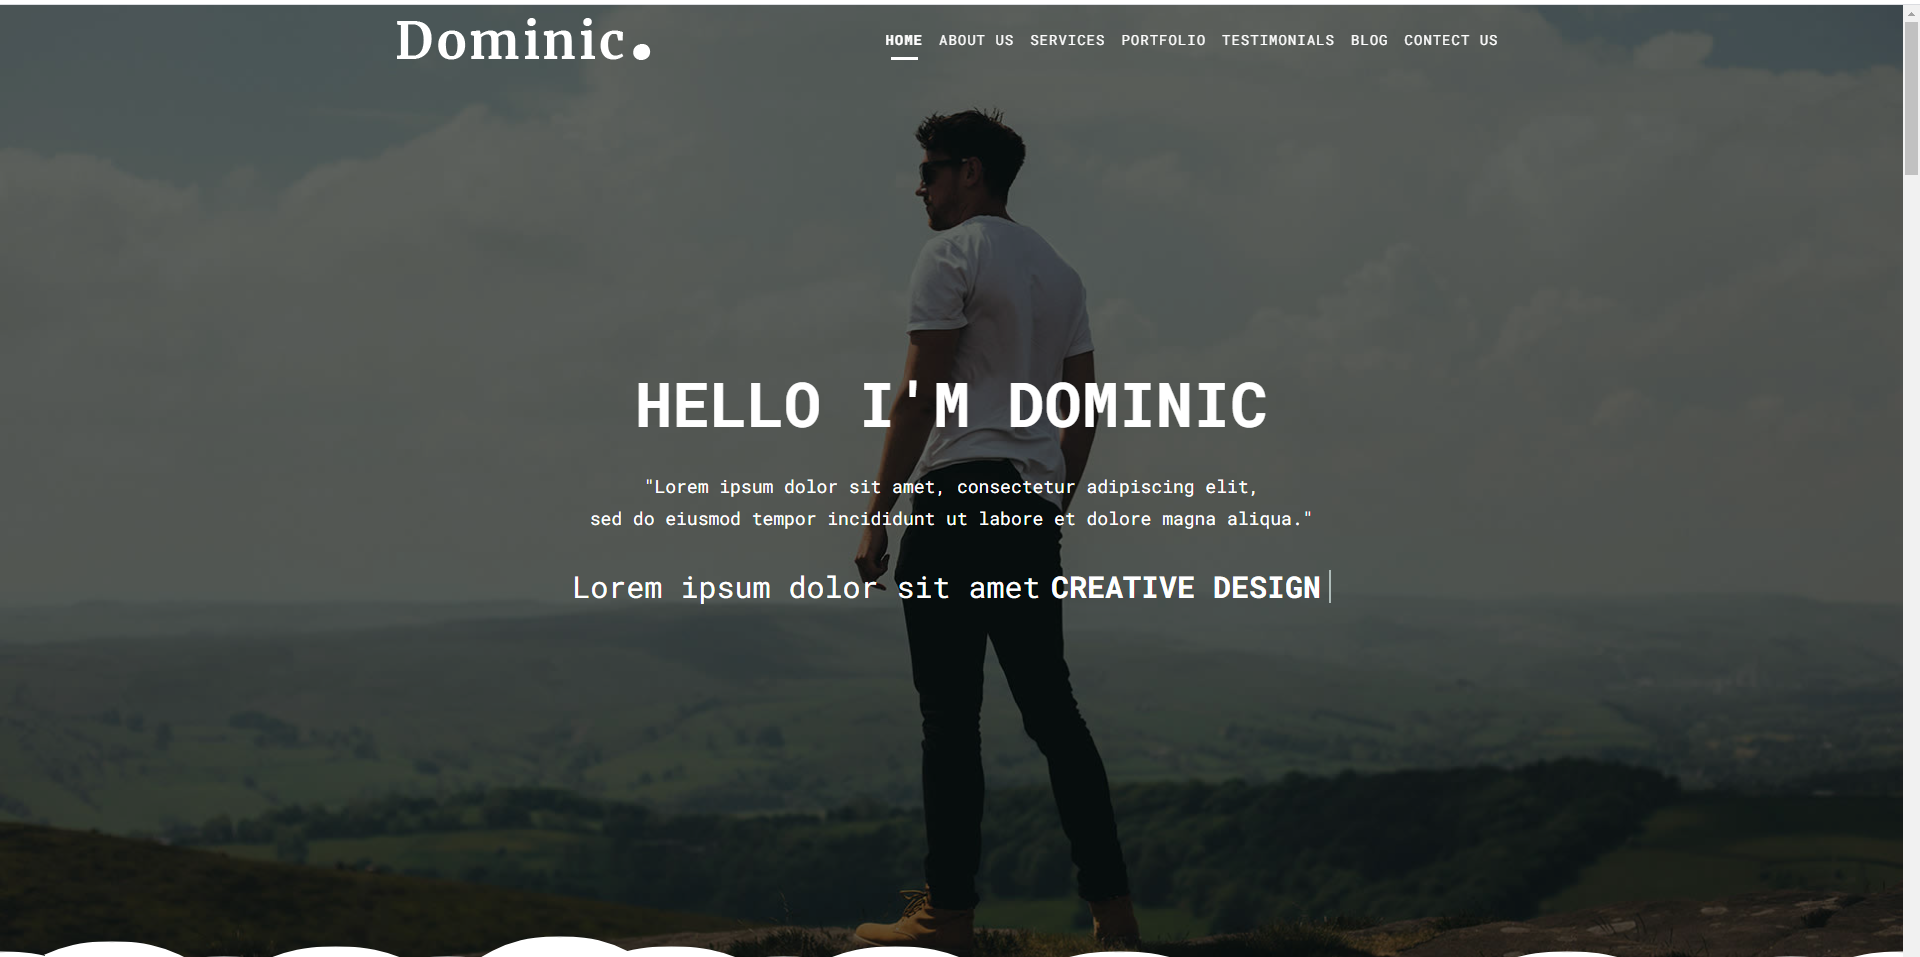 Dominic.
HOME ABOUT US SERVICES PORTFOLIO TESTIMONIALS BLOG CONTACT US
HELLO I'M DOMINIC
"Lorem ipsum dolor sit amet, consectetur adipiscing elit,
sed do eiusmod tempor incididunt ut labore et dolore magna aliqua."
Lorem ipsum dolor sit amet CREATIVE DESIGN